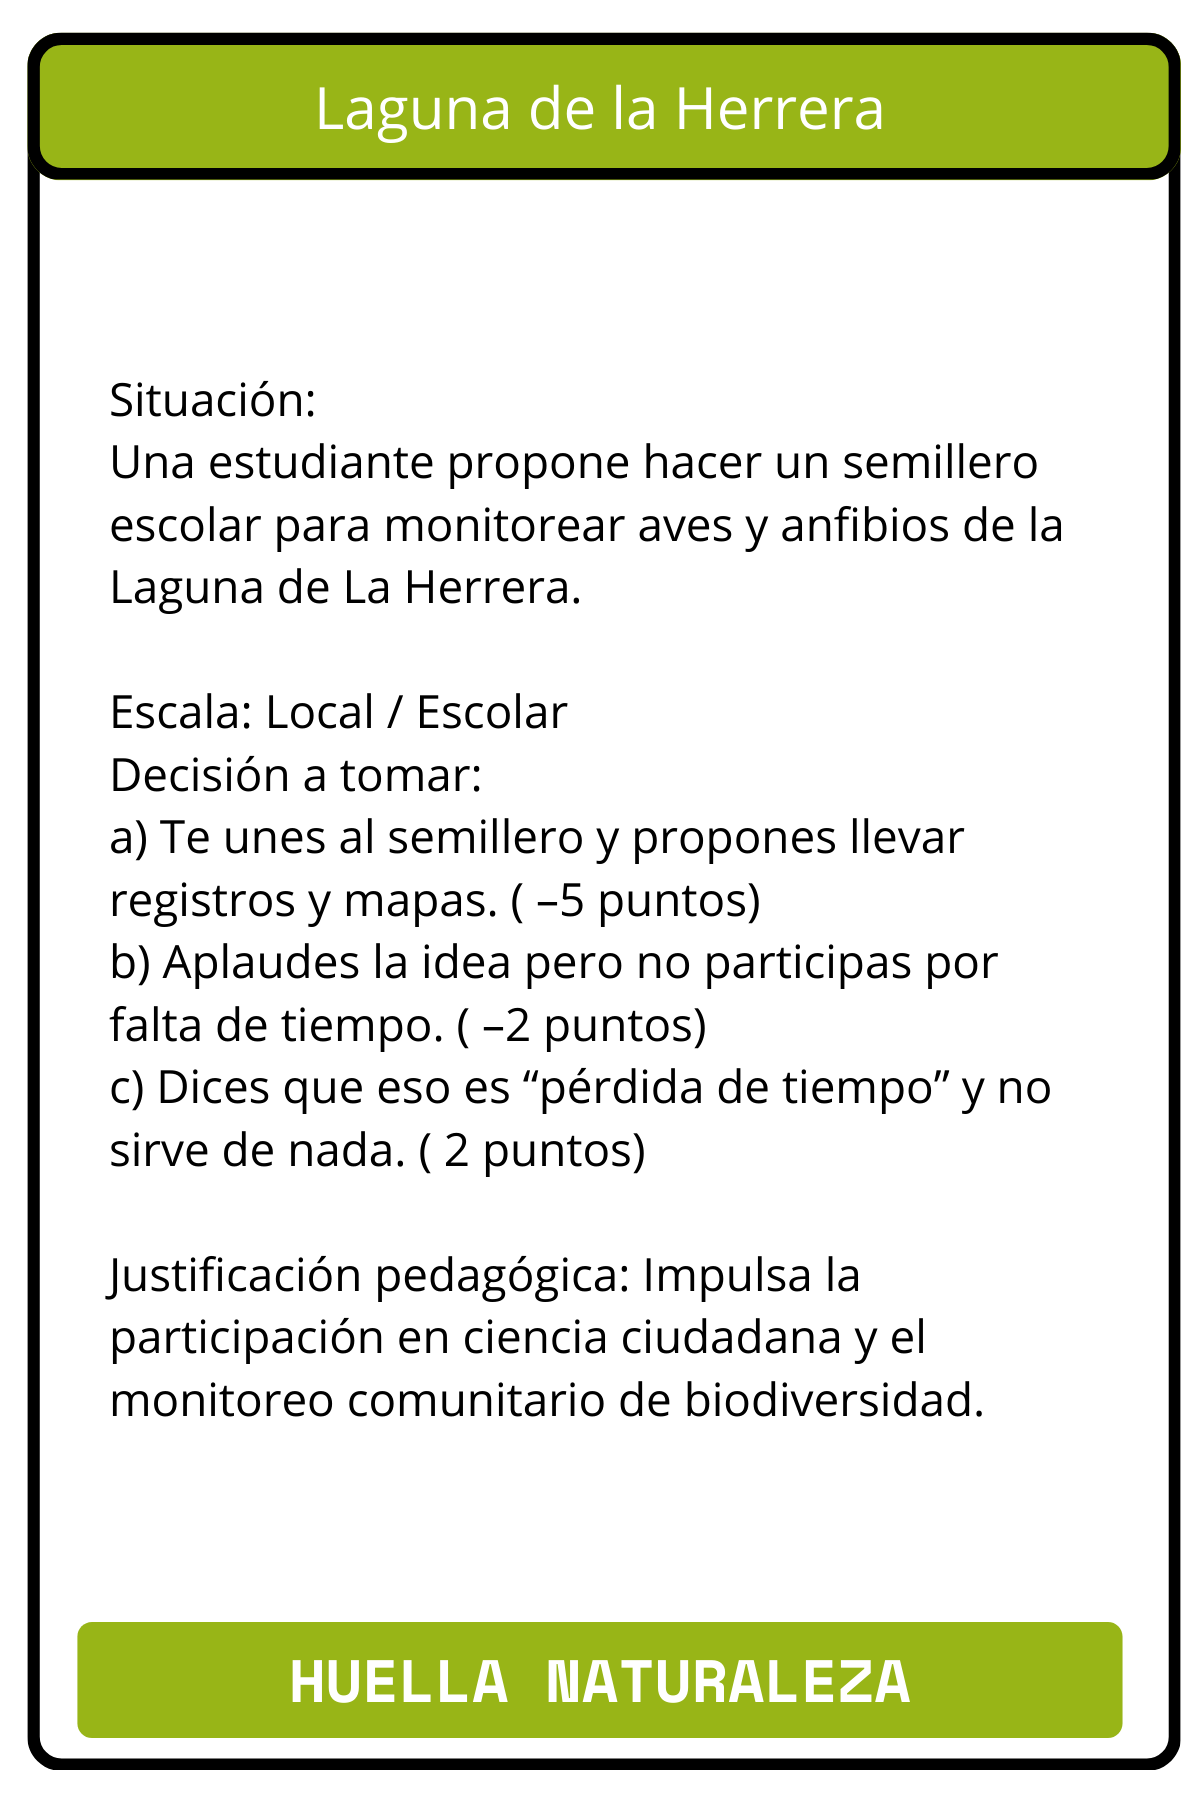 Laguna de la Herrera
Situación:
Una estudiante propone hacer un semillero
escolar para monitorear aves y anfibios de la
Laguna de La Herrera.
Escala: Local / Escolar
Decisión a tomar:
a) Te unes al semillero y propones llevar
registros y mapas. ( –5 puntos)
b) Aplaudes la idea pero no participas por
falta de tiempo. ( –2 puntos)
c) Dices que eso es “pérdida de tiempo” y no
sirve de nada. ( 2 puntos)
Justificación pedagógica: Impulsa la
participación en ciencia ciudadana y el
monitoreo comunitario de biodiversidad.
HUELLA NATURALEZA